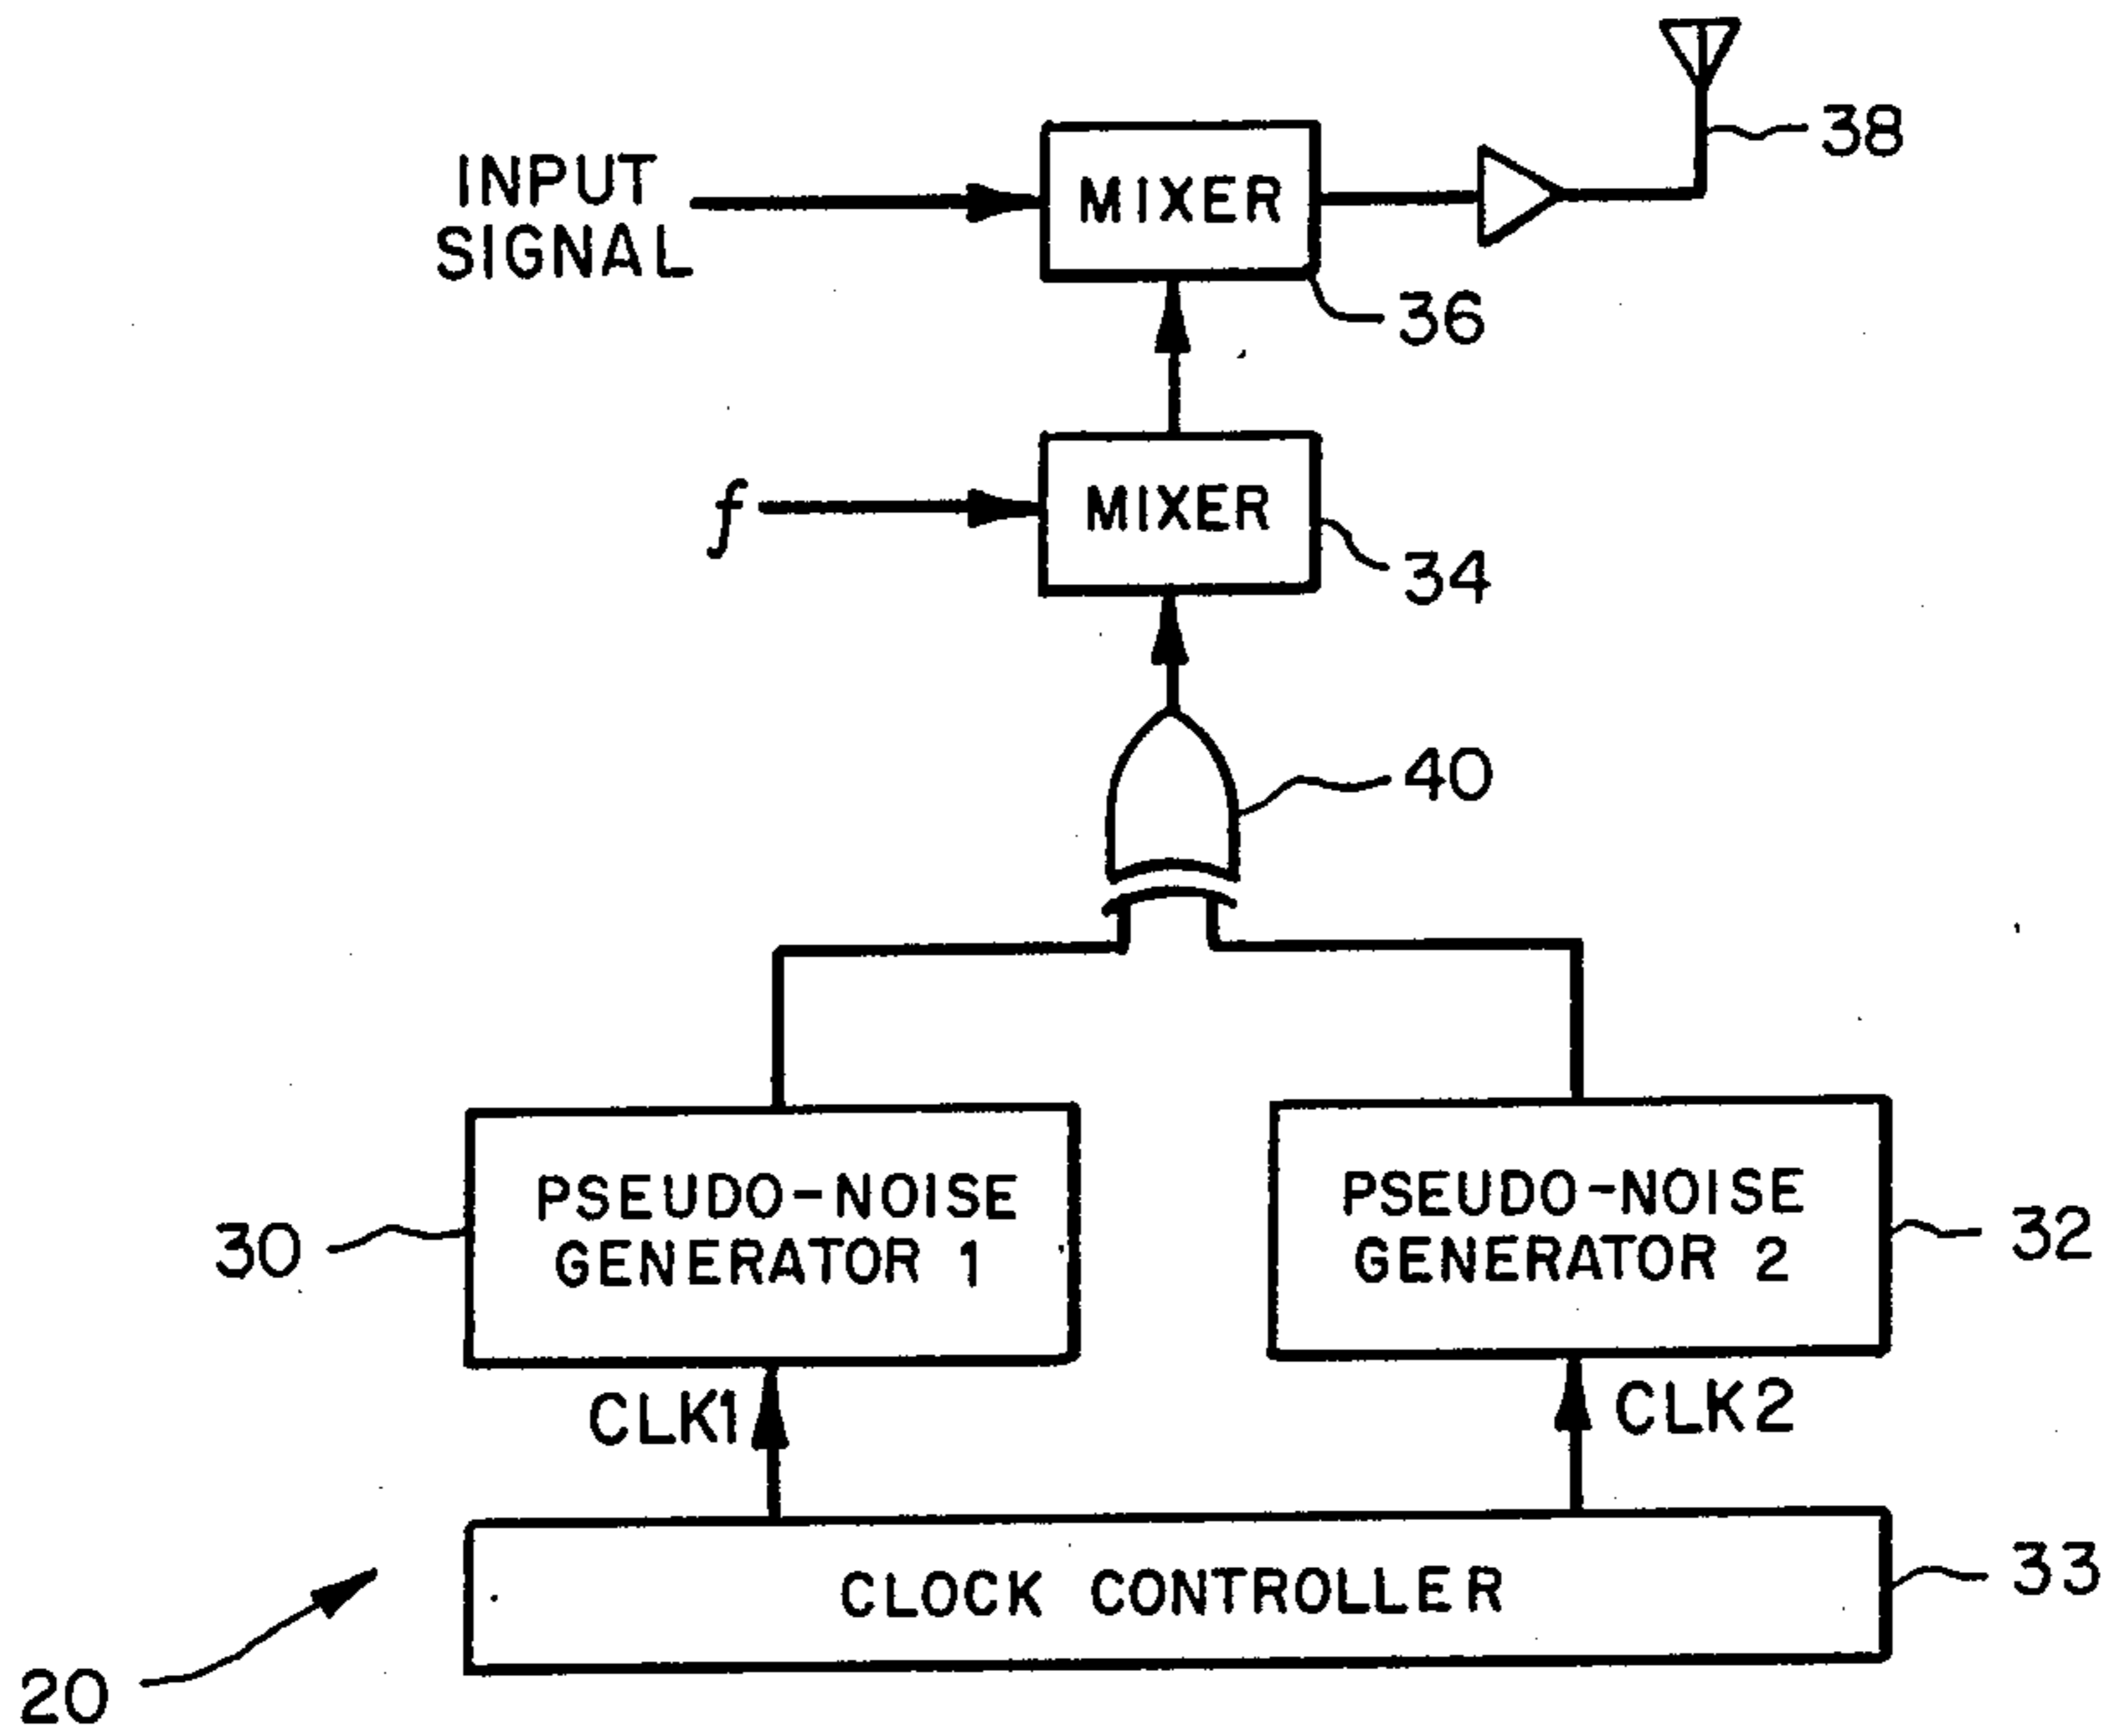 38
INPUT
SIGNAL
MIXER
36
f
MIXER
34
40
PSEUDO-NOISE
GENERATOR 1
30
PSEUDO-NOISE
GENERATOR 2
32
CLK1
CLK2
CLOCK CONTROLLER
33
20